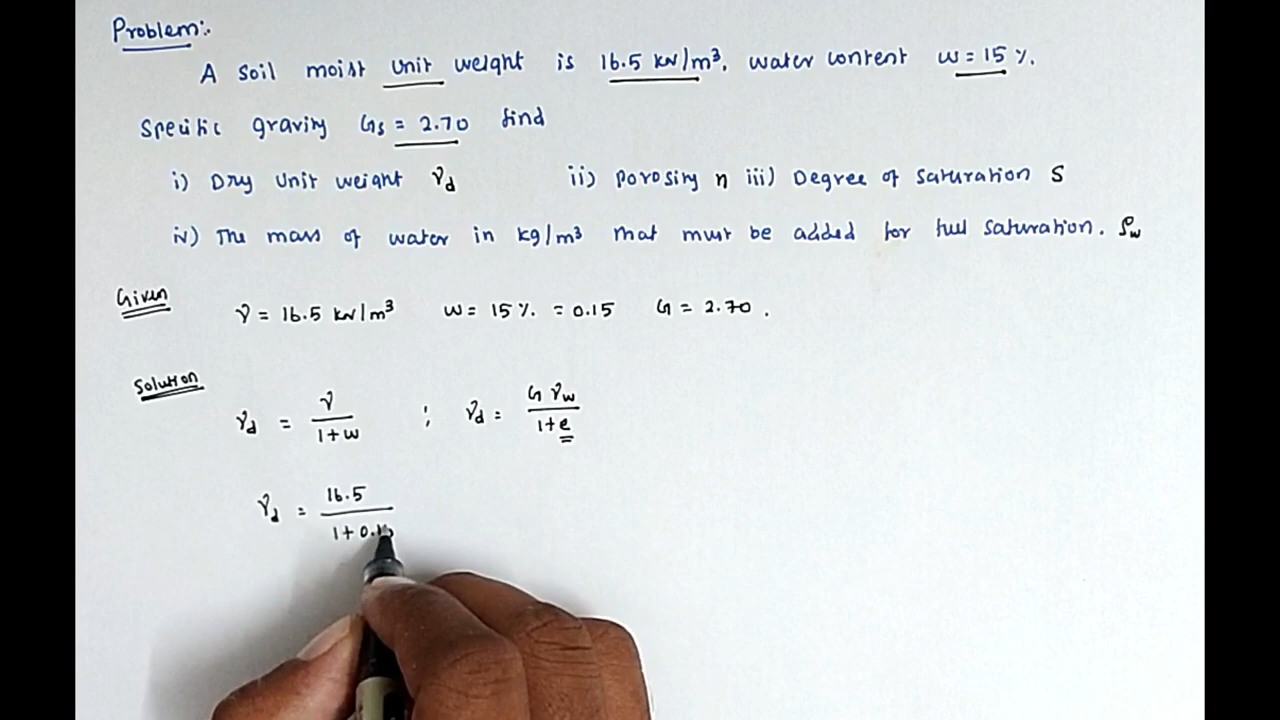 Problem:-
A soil moist unit weight is 16.5 kN/m³, water content w = 15 %.
Specific gravity Gs = 2.70 find
i) Dry unit weight γd ii) Porosity η iii) Degree of saturation S
iv) The mass of water in kg/m³ that must be added for full saturation. ρw
Given
γ = 16.5 kN/m³ w = 15 %. = 0.15 G = 2.70 .
Solution
γd = γ / 1+w ; γd = G γw / 1+e
γd = 16.5 / 1+0.15